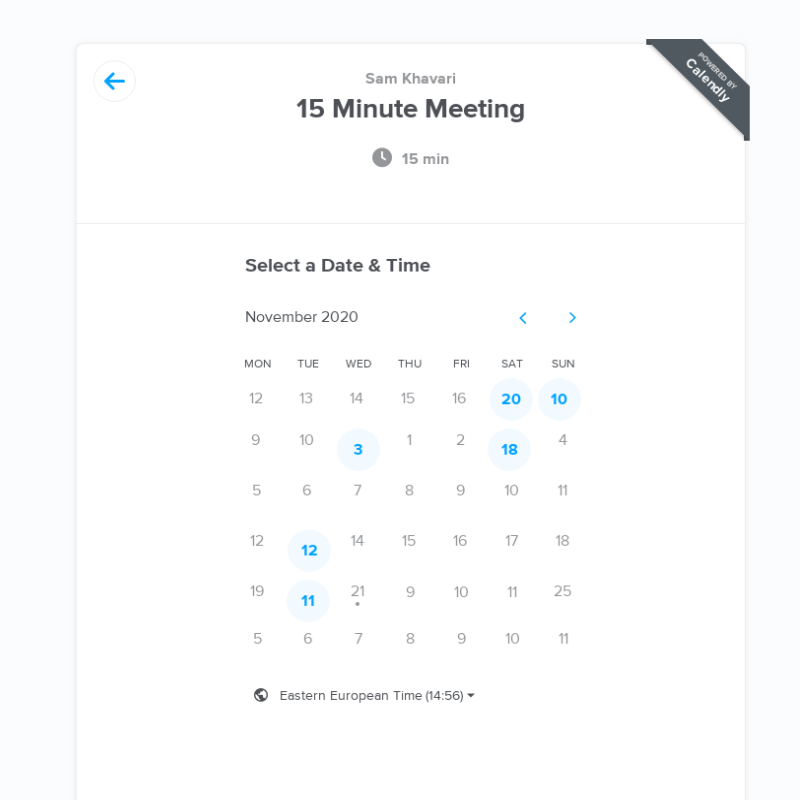 POWERED BY
Calendly
Sam Khavari
15 Minute Meeting
15 min
Select a Date & Time
November 2020
MON TUE WED THU FRI SAT SUN
12 13 14 15 16 20 10
9 10 3 1 2 18 4
5 6 7 8 9 10 11
12 12 14 15 16 17 18
19 11 21 9 10 11 25
5 6 7 8 9 10 11
Eastern European Time (14:56)